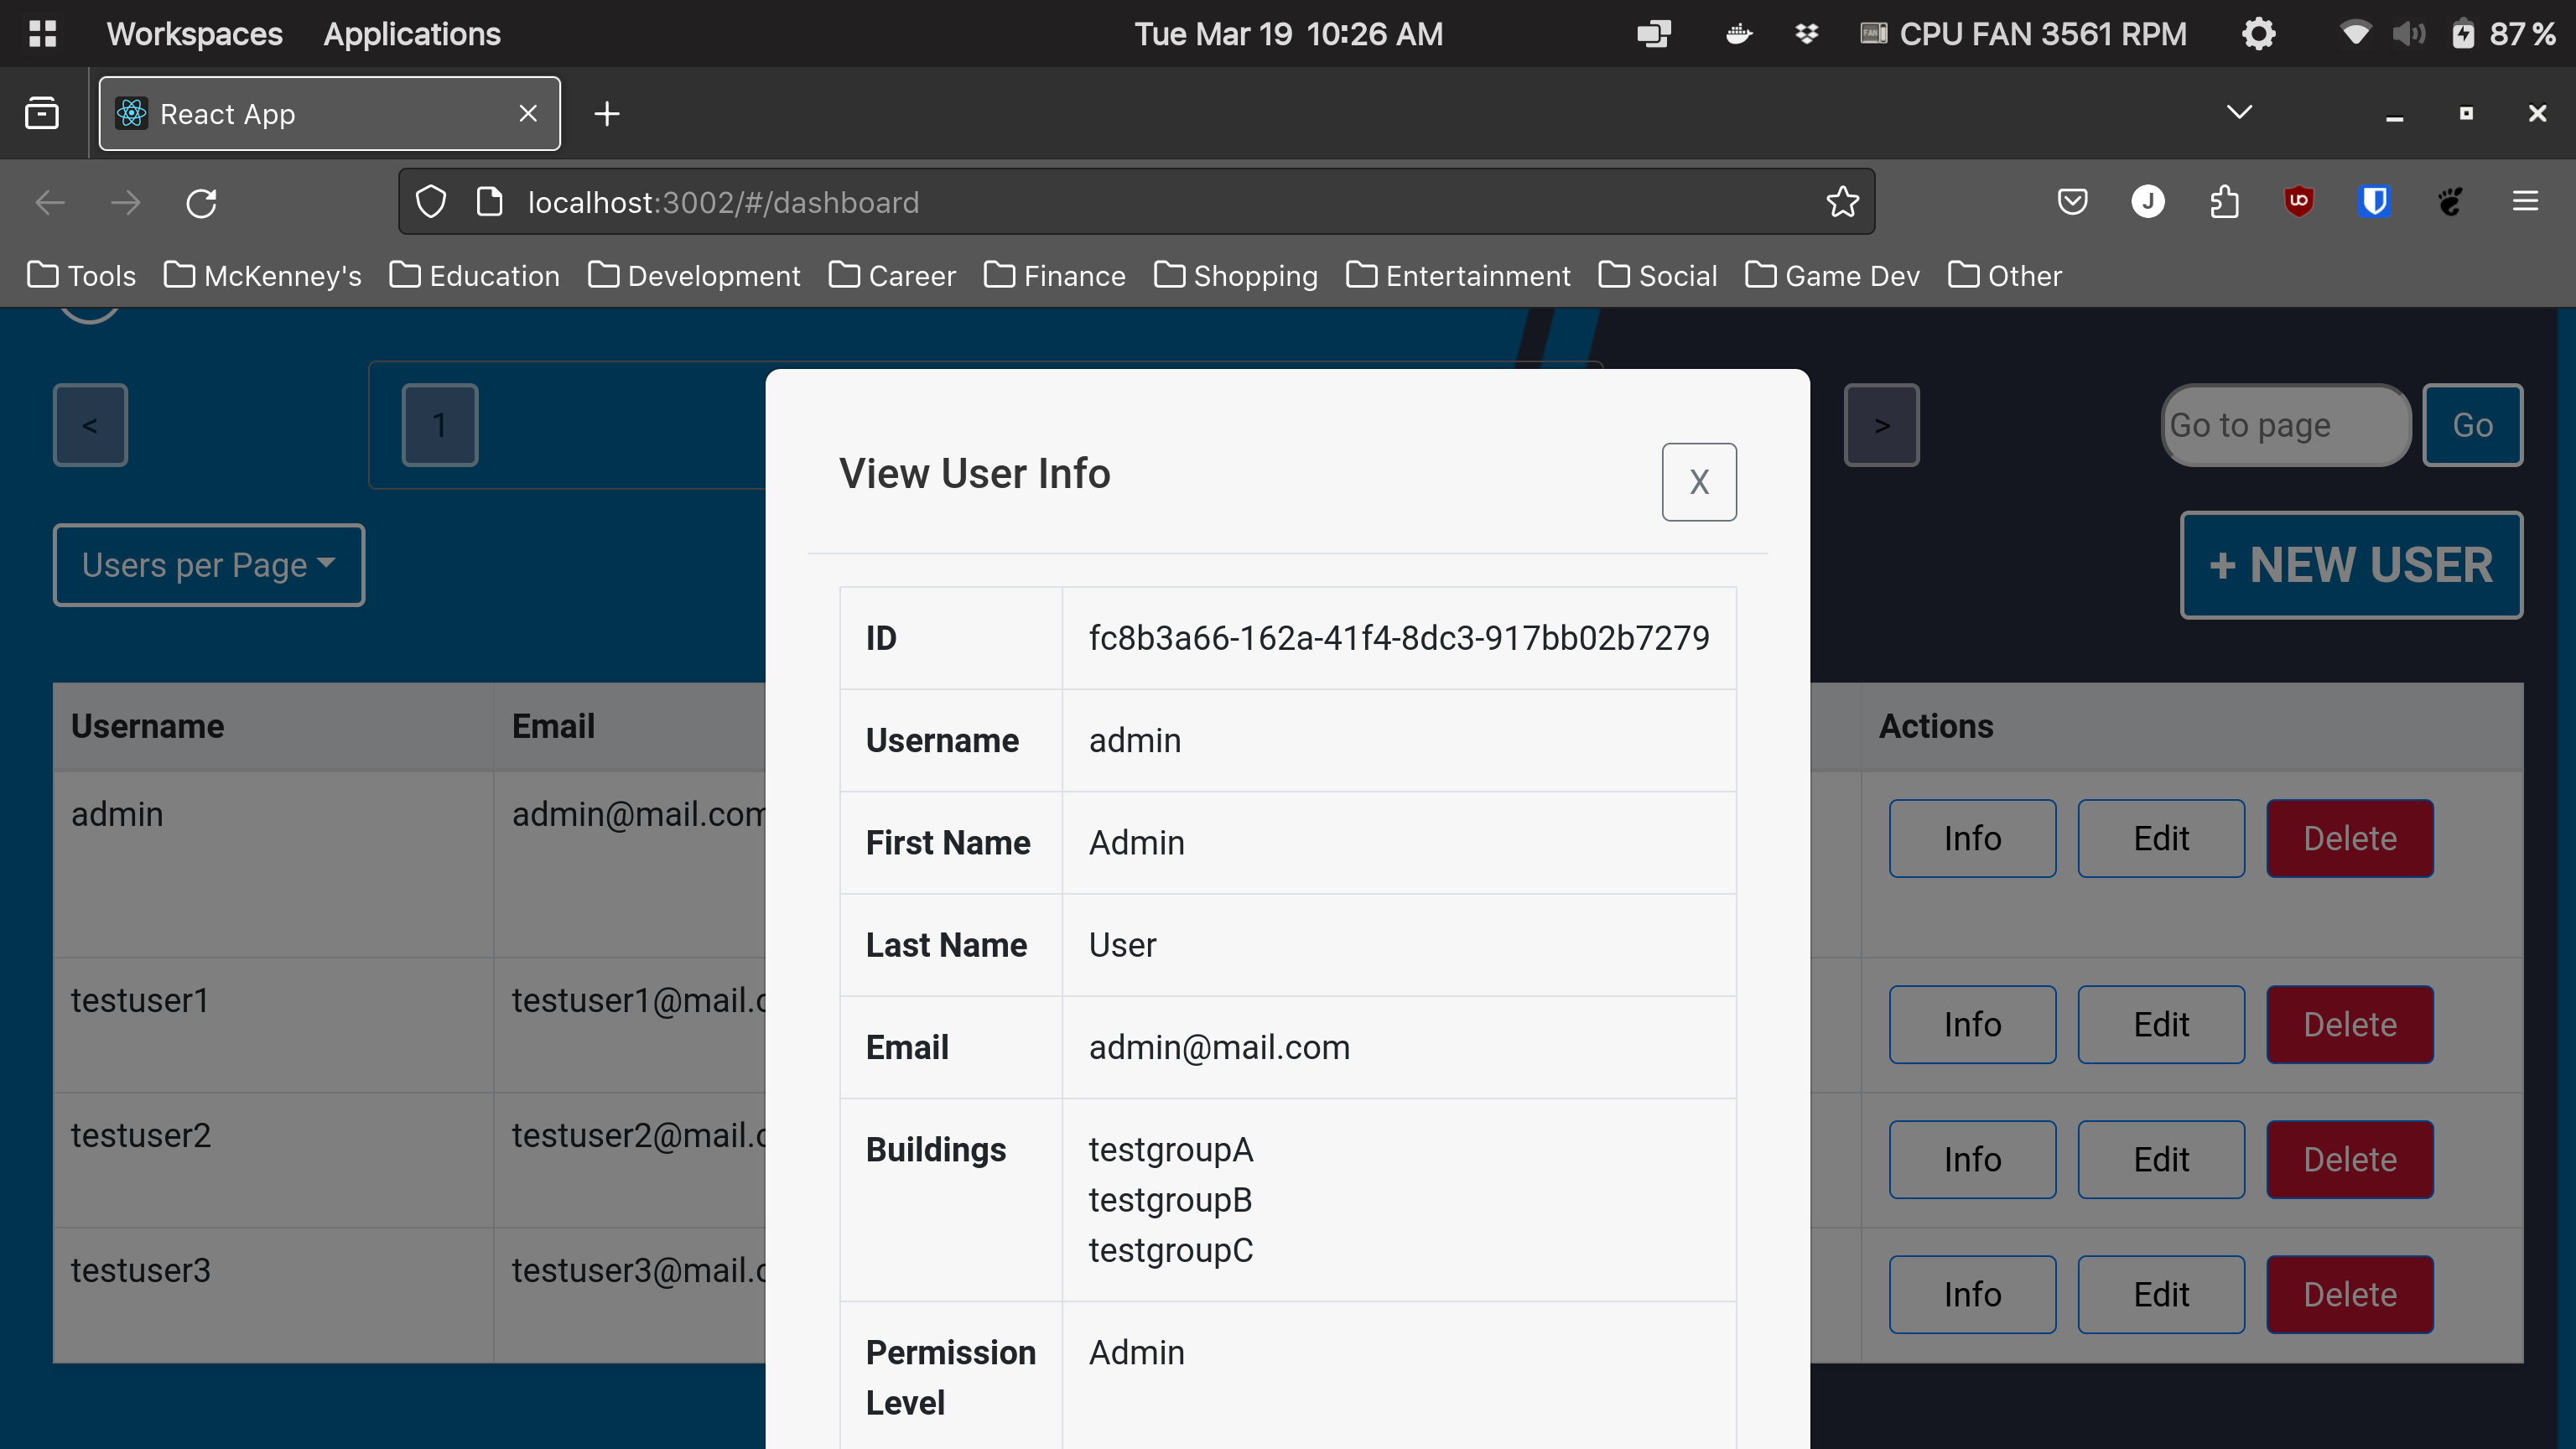 Workspaces Applications Tue Mar 19 10:26 AM CPU FAN 3561 RPM 87 %
React App
localhost:3002/#/dashboard
Tools McKenney's Education Development Career Finance Shopping Entertainment Social Game Dev Other
< 1 > Go to page Go
View User Info X
Users per Page + NEW USER
ID fc8b3a66-162a-41f4-8dc3-917bb02b7279
Username admin
First Name Admin
Last Name User
Email admin@mail.com
Buildings testgroupA
testgroupB
testgroupC
Permission Level Admin
Username Email Actions
admin admin@mail.com Info Edit Delete
testuser1 testuser1@mail.c Info Edit Delete
testuser2 testuser2@mail.c Info Edit Delete
testuser3 testuser3@mail.c Info Edit Delete